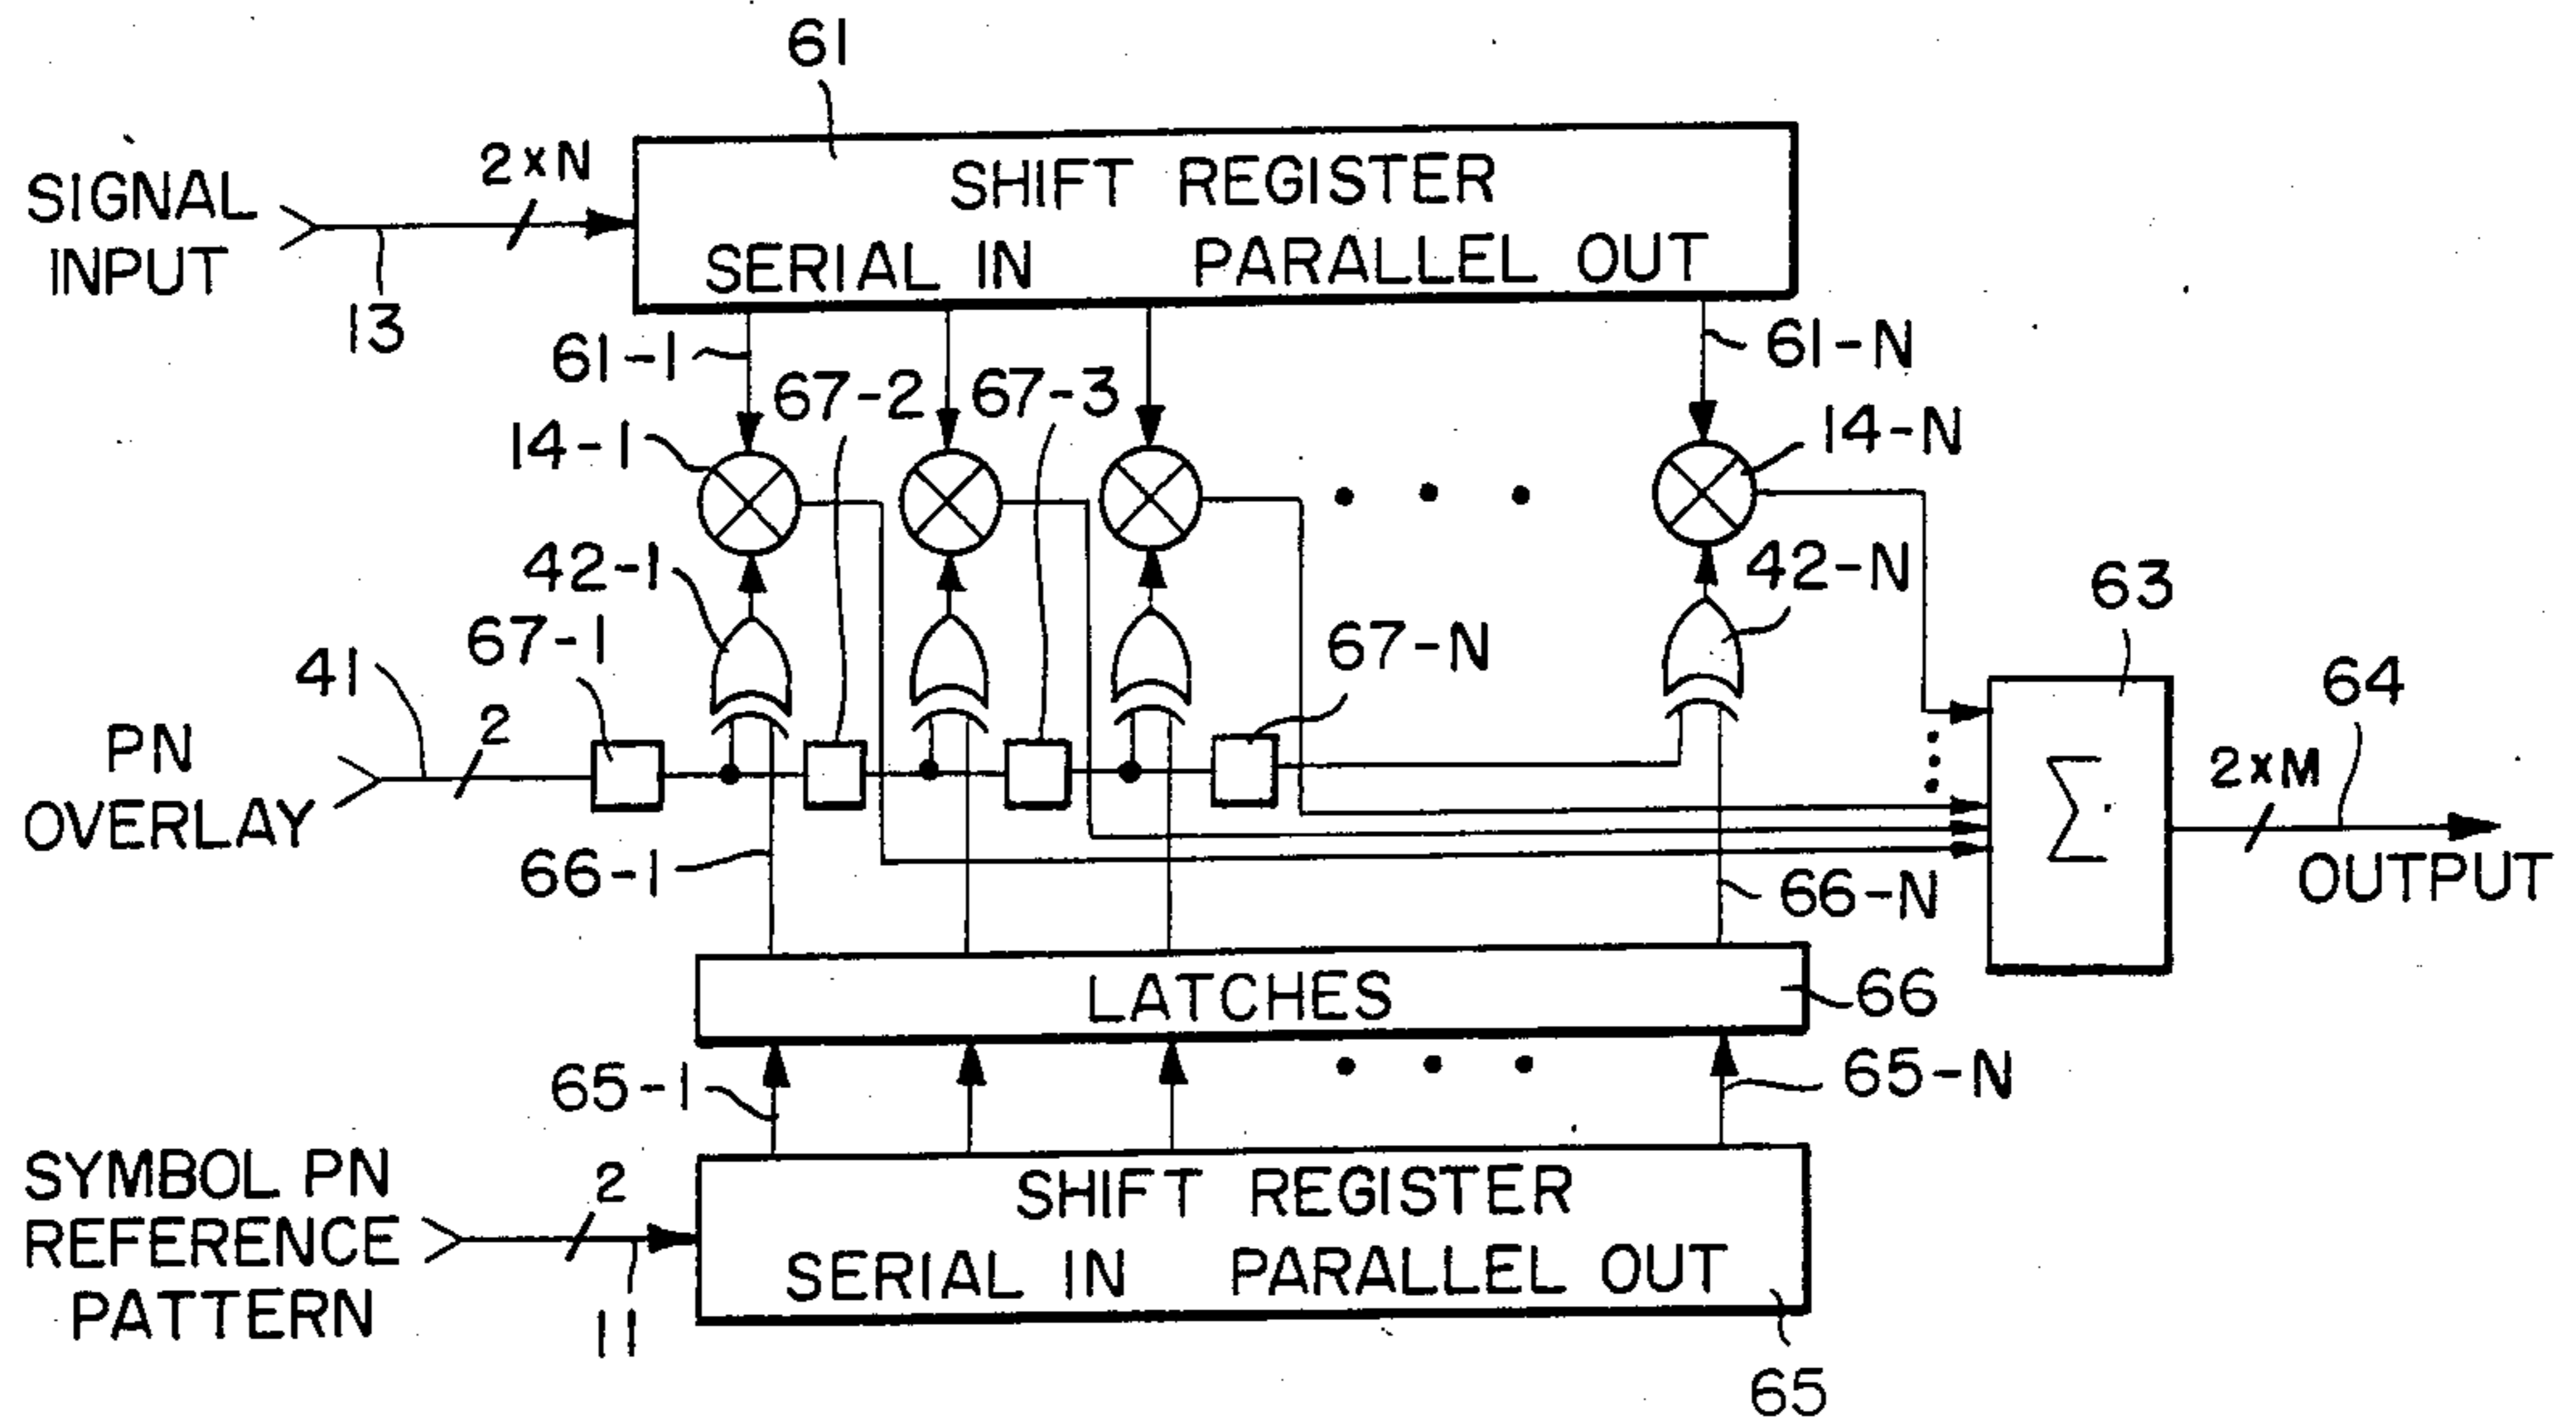 61
2×N
SIGNAL
INPUT
13
SHIFT REGISTER
SERIAL IN PARALLEL OUT
61-1
61-N
67-2
67-3
14-1
14-N
42-1
42-N
67-1
67-N
63
41
2
PN
OVERLAY
64
Σ
2×M
OUTPUT
66-1
66-N
LATCHES
66
65-1
65-N
SYMBOL PN
REFERENCE
PATTERN
2
11
SHIFT REGISTER
SERIAL IN PARALLEL OUT
65